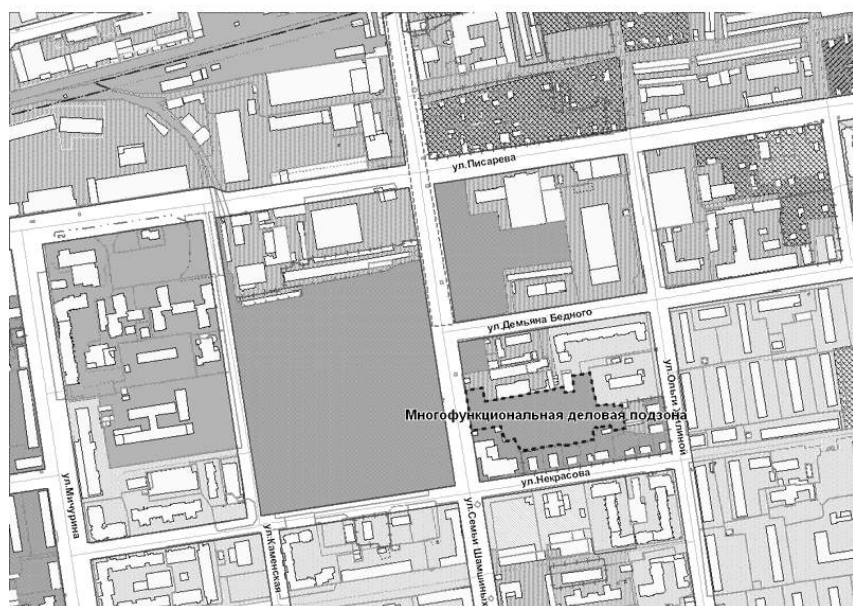 ул.Писарева
ул.Демьяна Бедного
ул.Ольги Жилиной
Многофункциональная деловая подзона
ул.Некрасова
ул.Мичурина
ул.Каменская
ул.Семьи Шамшиных